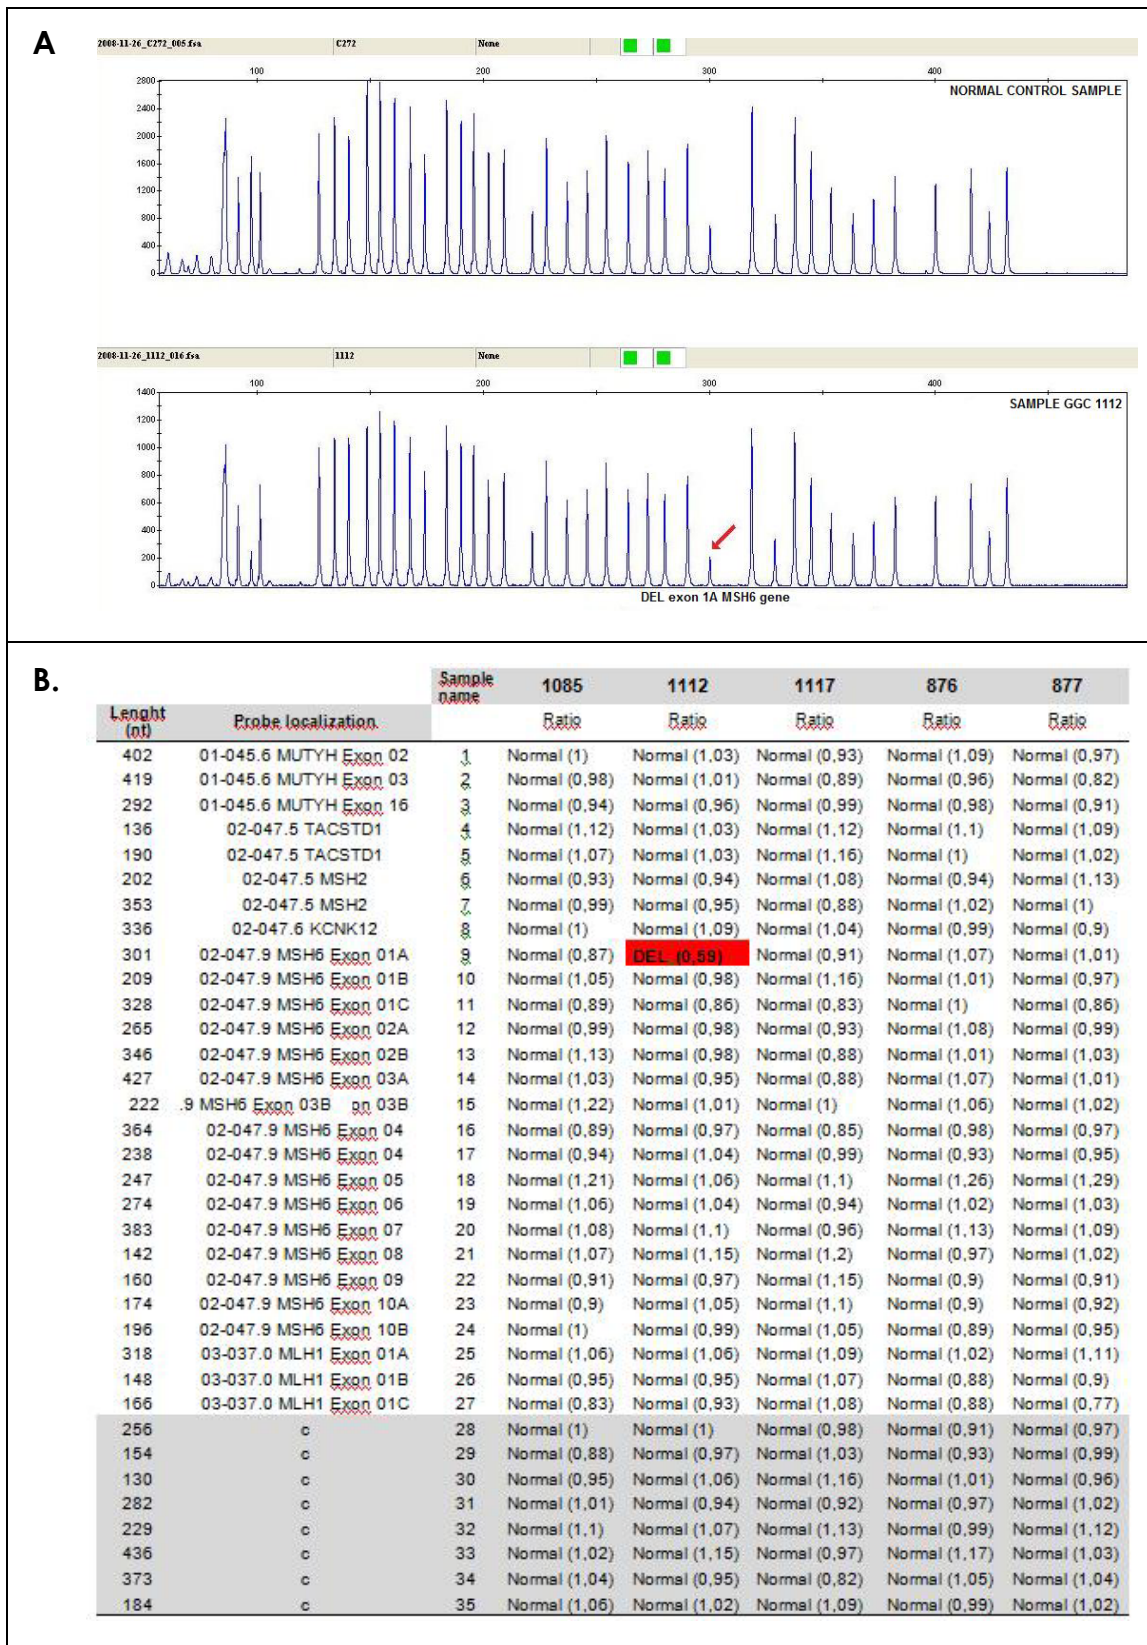 A
2008-11-26_C272_005.fsa C272 None
100 200 300 400
NORMAL CONTROL SAMPLE
2800
2400
2000
1600
1200
800
400
0
2008-11-26_1112_016.fsa 1112 None
100 200 300 400
SAMPLE GGC 1112
1400
1200
1000
800
600
400
200
0
DEL exon 1A MSH6 gene
B.
Sample name 1085 1112 1117 876 877
Lenght (nt) Probe localization Ratio Ratio Ratio Ratio Ratio
402 01-045.6 MUTYH Exon 02 1 Normal (1) Normal (1,03) Normal (0,93) Normal (1,09) Normal (0,97)
419 01-045.6 MUTYH Exon 03 2 Normal (0,98) Normal (1,01) Normal (0,89) Normal (0,96) Normal (0,82)
292 01-045.6 MUTYH Exon 16 3 Normal (0,94) Normal (0,96) Normal (0,99) Normal (0,98) Normal (0,91)
136 02-047.5 TACSTD1 4 Normal (1,12) Normal (1,03) Normal (1,12) Normal (1,1) Normal (1,09)
190 02-047.5 TACSTD1 5 Normal (1,07) Normal (1,03) Normal (1,16) Normal (1) Normal (1,02)
202 02-047.5 MSH2 6 Normal (0,93) Normal (0,94) Normal (1,08) Normal (0,94) Normal (1,13)
353 02-047.5 MSH2 7 Normal (0,99) Normal (0,95) Normal (0,88) Normal (1,02) Normal (1)
336 02-047.6 KCNK12 8 Normal (1) Normal (1,09) Normal (1,04) Normal (0,99) Normal (0,9)
301 02-047.9 MSH6 Exon 01A 9 Normal (0,87) DEL (0,59) Normal (0,91) Normal (1,07) Normal (1,01)
209 02-047.9 MSH6 Exon 01B 10 Normal (1,05) Normal (0,98) Normal (1,16) Normal (1,01) Normal (0,97)
328 02-047.9 MSH6 Exon 01C 11 Normal (0,89) Normal (0,86) Normal (0,83) Normal (1) Normal (0,86)
265 02-047.9 MSH6 Exon 02A 12 Normal (0,99) Normal (0,98) Normal (0,93) Normal (1,08) Normal (0,99)
346 02-047.9 MSH6 Exon 02B 13 Normal (1,13) Normal (0,98) Normal (0,88) Normal (1,01) Normal (1,03)
427 02-047.9 MSH6 Exon 03A 14 Normal (1,03) Normal (0,95) Normal (0,88) Normal (1,07) Normal (1,01)
222 .9 MSH6 Exon 03B on 03B 15 Normal (1,22) Normal (1,01) Normal (1) Normal (1,06) Normal (1,02)
364 02-047.9 MSH6 Exon 04 16 Normal (0,89) Normal (0,97) Normal (0,85) Normal (0,98) Normal (0,97)
238 02-047.9 MSH6 Exon 04 17 Normal (0,94) Normal (1,04) Normal (0,99) Normal (0,93) Normal (0,95)
247 02-047.9 MSH6 Exon 05 18 Normal (1,21) Normal (1,06) Normal (1,1) Normal (1,26) Normal (1,29)
274 02-047.9 MSH6 Exon 06 19 Normal (1,06) Normal (1,04) Normal (0,94) Normal (1,02) Normal (1,03)
383 02-047.9 MSH6 Exon 07 20 Normal (1,08) Normal (1,1) Normal (0,96) Normal (1,13) Normal (1,09)
142 02-047.9 MSH6 Exon 08 21 Normal (1,07) Normal (1,15) Normal (1,2) Normal (0,97) Normal (1,02)
160 02-047.9 MSH6 Exon 09 22 Normal (0,91) Normal (0,97) Normal (1,15) Normal (0,9) Normal (0,91)
174 02-047.9 MSH6 Exon 10A 23 Normal (0,9) Normal (1,05) Normal (1,1) Normal (0,9) Normal (0,92)
196 02-047.9 MSH6 Exon 10B 24 Normal (1) Normal (0,99) Normal (1,05) Normal (0,89) Normal (0,95)
318 03-037.0 MLH1 Exon 01A 25 Normal (1,06) Normal (1,06) Normal (1,09) Normal (1,02) Normal (1,11)
148 03-037.0 MLH1 Exon 01B 26 Normal (0,95) Normal (0,95) Normal (1,07) Normal (0,88) Normal (0,9)
166 03-037.0 MLH1 Exon 01C 27 Normal (0,83) Normal (0,93) Normal (1,08) Normal (0,88) Normal (0,77)
256 c 28 Normal (1) Normal (1) Normal (0,98) Normal (0,91) Normal (0,97)
154 c 29 Normal (0,88) Normal (0,97) Normal (1,03) Normal (0,93) Normal (0,99)
130 c 30 Normal (0,95) Normal (1,06) Normal (1,16) Normal (1,01) Normal (0,96)
282 c 31 Normal (1,01) Normal (0,94) Normal (0,92) Normal (0,97) Normal (1,02)
229 c 32 Normal (1,1) Normal (1,07) Normal (1,13) Normal (0,99) Normal (1,12)
436 c 33 Normal (1,02) Normal (1,15) Normal (0,97) Normal (1,17) Normal (1,03)
373 c 34 Normal (1,04) Normal (0,95) Normal (0,82) Normal (1,05) Normal (1,04)
184 c 35 Normal (1,06) Normal (1,02) Normal (1,09) Normal (0,99) Normal (1,02)